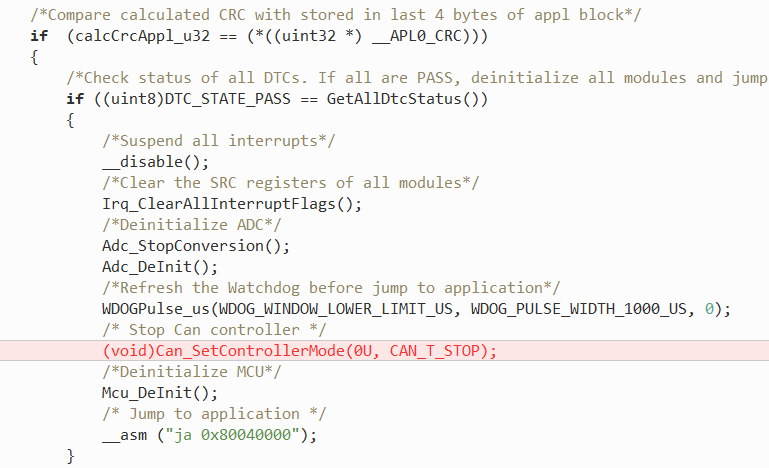 /*Compare calculated CRC with stored in last 4 bytes of appl block*/
if  (calcCrcAppl_u32 == (*((uint32 *) __APL0_CRC)))
{
/*Check status of all DTCs. If all are PASS, deinitialize all modules and jump
if ((uint8)DTC_STATE_PASS == GetAllDtcStatus())
{
/*Suspend all interrupts*/
__disable();
/*Clear the SRC registers of all modules*/
Irq_ClearAllInterruptFlags();
/*Deinitialize ADC*/
Adc_StopConversion();
Adc_DeInit();
/*Refresh the Watchdog before jump to application*/
WDOGPulse_us(WDOG_WINDOW_LOWER_LIMIT_US, WDOG_PULSE_WIDTH_1000_US, 0);
/* Stop Can controller */
(void)Can_SetControllerMode(0U, CAN_T_STOP);
/*Deinitialize MCU*/
Mcu_DeInit();
/* Jump to application */
__asm ("ja 0x80040000");
}